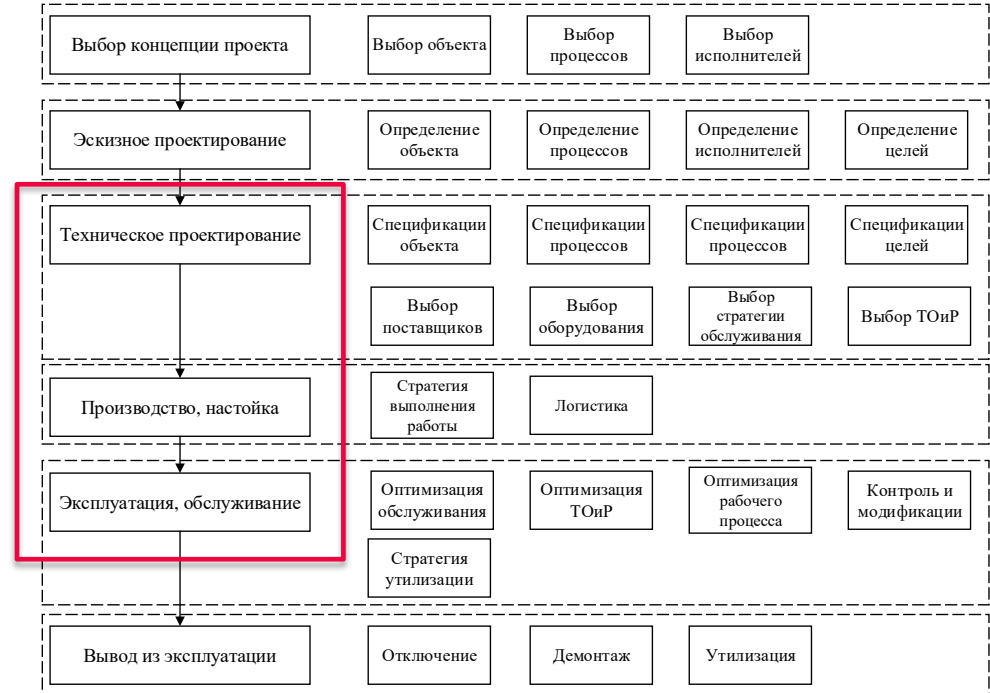 Выбор концепции проекта
Выбор объекта
Выбор
процессов
Выбор
исполнителей
Эскизное проектирование
Определение
объекта
Определение
процессов
Определение
исполнителей
Определение
целей
Техническое проектирование
Спецификации
объекта
Спецификации
процессов
Спецификации
процессов
Спецификации
целей
Выбор
поставщиков
Выбор
оборудования
Выбор
стратегии
обслуживания
Выбор ТОиР
Производство, настойка
Стратегия
выполнения
работы
Логистика
Эксплуатация, обслуживание
Оптимизация
обслуживания
Оптимизация
ТОиР
Оптимизация
рабочего
процесса
Контроль и
модификации
Стратегия
утилизации
Вывод из эксплуатации
Отключение
Демонтаж
Утилизация